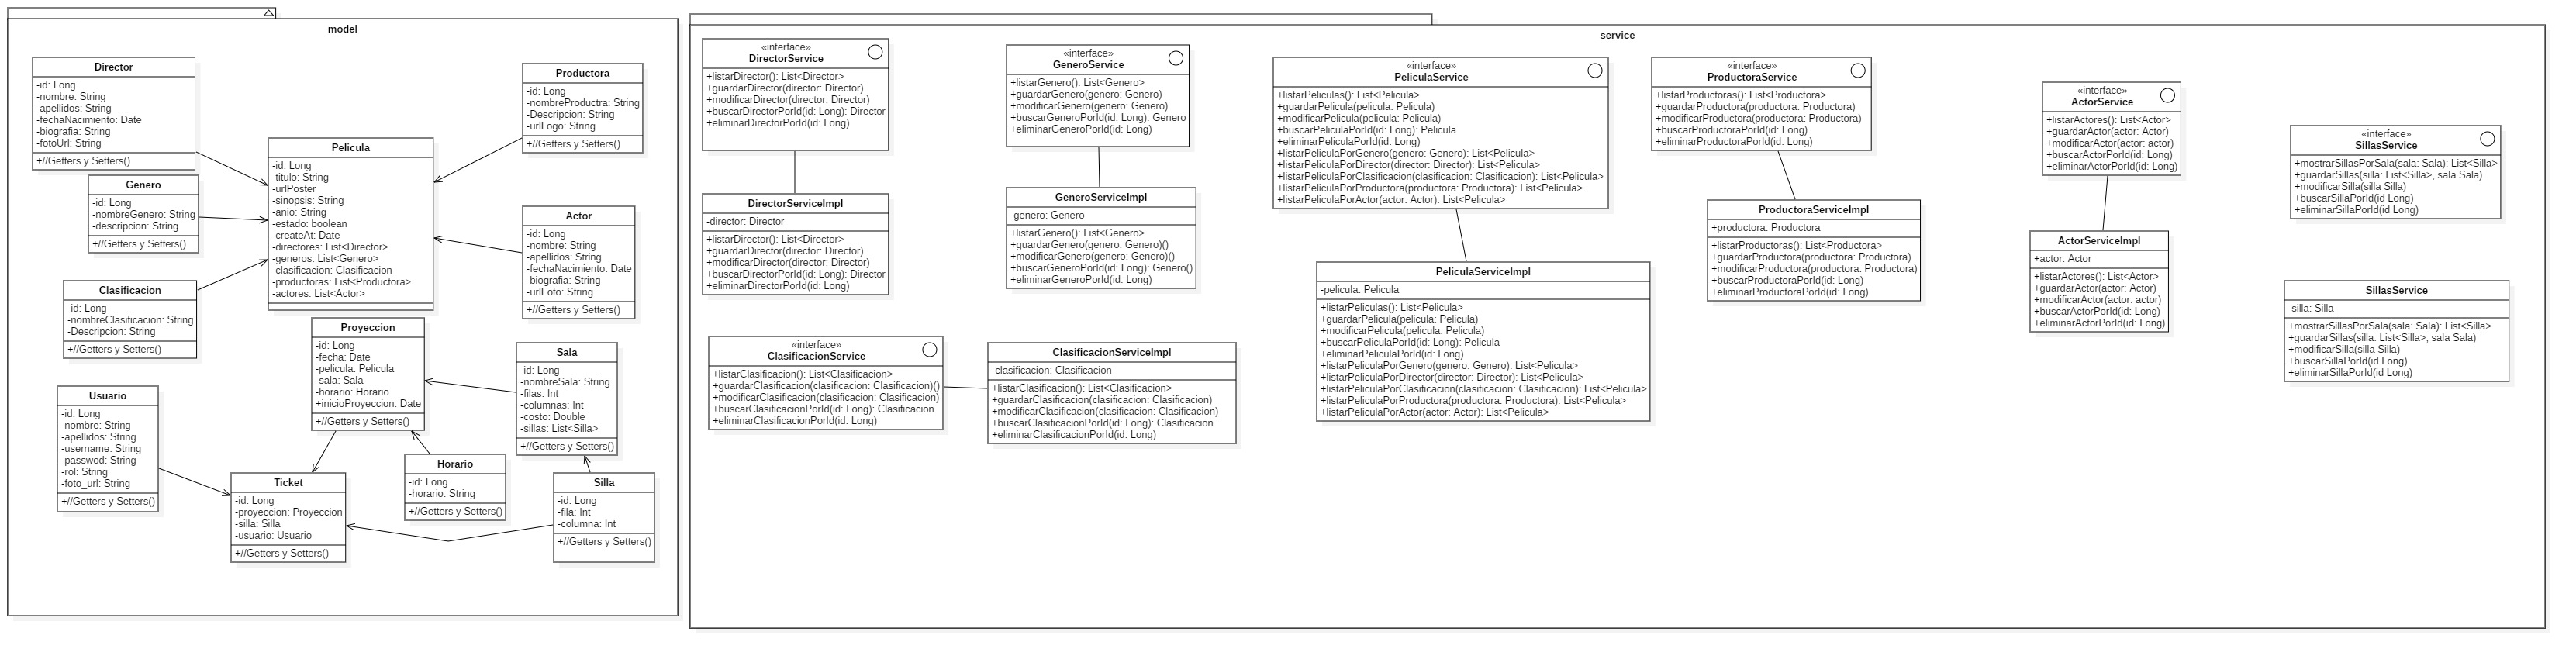 model
Director
-id: Long
-nombre: String
-apellidos: String
-fechaNacimiento: Date
-biografia: String
-fotoUrl: String
+//Getters y Setters()
Productora
-id: Long
-nombreProductra: String
-Descripcion: String
-urlLogo: String
+//Getters y Setters()
Pelicula
-id: Long
-titulo: String
-urlPoster
-sinopsis: String
-anio: String
-estado: boolean
-createAt: Date
-directores: List<Director>
-generos: List<Genero>
-clasificacion: Clasificacion
-productoras: List<Productora>
-actores: List<Actor>
Genero
-id: Long
-nombreGenero: String
-descripcion: String
+//Getters y Setters()
Actor
-id: Long
-nombre: String
-apellidos: String
-fechaNacimiento: Date
-biografia: String
-urlFoto: String
+//Getters y Setters()
Clasificacion
-id: Long
-nombreClasificacion: String
-Descripcion: String
+//Getters y Setters()
Proyeccion
-id: Long
-fecha: Date
-pelicula: Pelicula
-sala: Sala
-horario: Horario
+inicioProyeccion: Date
+//Getters y Setters()
Sala
-id: Long
-nombreSala: String
-filas: Int
-columnas: Int
-costo: Double
-sillas: List<Silla>
+//Getters y Setters()
Usuario
-id: Long
-nombre: String
-apellidos: String
-username: String
-passwod: String
-rol: String
-foto_url: String
+//Getters y Setters()
Horario
-id: Long
-horario: String
+//Getters y Setters()
Ticket
-id: Long
-proyeccion: Proyeccion
-silla: Silla
-usuario: Usuario
+//Getters y Setters()
Silla
-id: Long
-fila: Int
-columna: Int
+//Getters y Setters()
service
«interface»
DirectorService
+listarDirector(): List<Director>
+guardarDirector(director: Director)
+modificarDirector(director: Director)
+buscarDirectorPorId(id: Long): Director
+eliminarDirectorPorId(id: Long)
«interface»
GeneroService
+listarGenero(): List<Genero>
+guardarGenero(genero: Genero)
+modificarGenero(genero: Genero)
+buscarGeneroPorId(id: Long): Genero
+eliminarGeneroPorId(id: Long)
«interface»
PeliculaService
+listarPeliculas(): List<Pelicula>
+guardarPelicula(pelicula: Pelicula)
+modificarPelicula(pelicula: Pelicula)
+buscarPeliculaPorId(id: Long): Pelicula
+eliminarPeliculaPorId(id: Long)
+listarPeliculaPorGenero(genero: Genero): List<Pelicula>
+listarPeliculaPorDirector(director: Director): List<Pelicula>
+listarPeliculaPorClasificacion(clasificacion: Clasificacion): List<Pelicula>
+listarPeliculaPorProductora(productora: Productora): List<Pelicula>
+listarPeliculaPorActor(actor: Actor): List<Pelicula>
«interface»
ProductoraService
+listarProductoras(): List<Productora>
+guardarProductora(productora: Productora)
+modificarProductora(productora: Productora)
+buscarProductoraPorId(id: Long)
+eliminarProductoraPorId(id: Long)
«interface»
ActorService
+listarActores(): List<Actor>
+guardarActor(actor: Actor)
+modificarActor(actor: actor)
+buscarActorPorId(id: Long)
+eliminarActorPorId(id: Long)
«interface»
SillasService
+mostrarSillasPorSala(sala: Sala): List<Silla>
+guardarSillas(silla: List<Silla>, sala Sala)
+modificarSilla(silla Silla)
+buscarSillaPorId(id Long)
+eliminarSillaPorId(id Long)
DirectorServiceImpl
-director: Director
+listarDirector(): List<Director>
+guardarDirector(director: Director)
+modificarDirector(director: Director)
+buscarDirectorPorId(id: Long): Director
+eliminarDirectorPorId(id: Long)
GeneroServiceImpl
-genero: Genero
+listarGenero(): List<Genero>
+guardarGenero(genero: Genero)()
+modificarGenero(genero: Genero)()
+buscarGeneroPorId(id: Long): Genero()
+eliminarGeneroPorId(id: Long)
ProductoraServiceImpl
+productora: Productora
+listarProductoras(): List<Productora>
+guardarProductora(productora: Productora)
+modificarProductora(productora: Productora)
+buscarProductoraPorId(id: Long)
+eliminarProductoraPorId(id: Long)
ActorServiceImpl
+actor: Actor
+listarActores(): List<Actor>
+guardarActor(actor: Actor)
+modificarActor(actor: actor)
+buscarActorPorId(id: Long)
+eliminarActorPorId(id: Long)
PeliculaServiceImpl
-pelicula: Pelicula
+listarPeliculas(): List<Pelicula>
+guardarPelicula(pelicula: Pelicula)
+modificarPelicula(pelicula: Pelicula)
+buscarPeliculaPorId(id: Long): Pelicula
+eliminarPeliculaPorId(id: Long)
+listarPeliculaPorGenero(genero: Genero): List<Pelicula>
+listarPeliculaPorDirector(director: Director): List<Pelicula>
+listarPeliculaPorClasificacion(clasificacion: Clasificacion): List<Pelicula>
+listarPeliculaPorProductora(productora: Productora): List<Pelicula>
+listarPeliculaPorActor(actor: Actor): List<Pelicula>
SillasService
-silla: Silla
+mostrarSillasPorSala(sala: Sala): List<Silla>
+guardarSillas(silla: List<Silla>, sala Sala)
+modificarSilla(silla Silla)
+buscarSillaPorId(id Long)
+eliminarSillaPorId(id Long)
«interface»
ClasificacionService
+listarClasificacion(): List<Clasificacion>
+guardarClasificacion(clasificacion: Clasificacion)()
+modificarClasificacion(clasificacion: Clasificacion)
+buscarClasificacionPorId(id: Long): Clasificacion
+eliminarClasificacionPorId(id: Long)
ClasificacionServiceImpl
-clasificacion: Clasificacion
+listarClasificacion(): List<Clasificacion>
+guardarClasificacion(clasificacion: Clasificacion)
+modificarClasificacion(clasificacion: Clasificacion)
+buscarClasificacionPorId(id: Long): Clasificacion
+eliminarClasificacionPorId(id: Long)